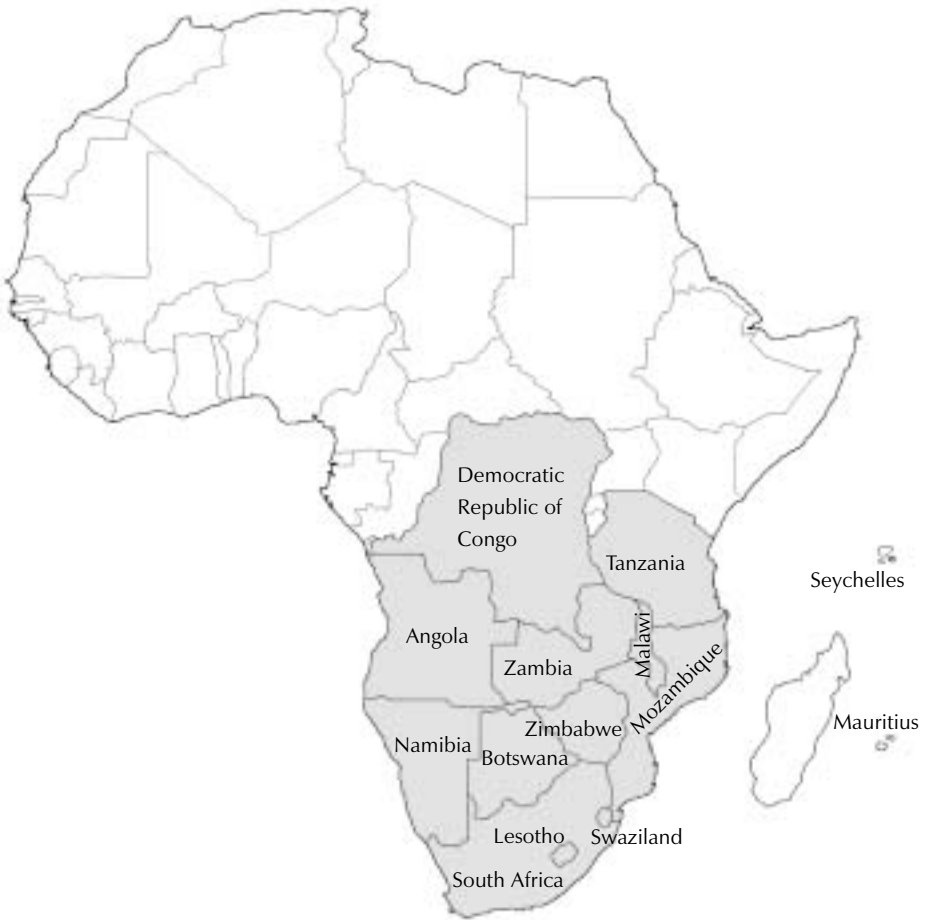 Democratic
Republic of
Congo
Tanzania
Seychelles
Angola
Malawi
Zambia
Mozambique
Mauritius
Zimbabwe
Namibia
Botswana
Lesotho
Swaziland
South Africa